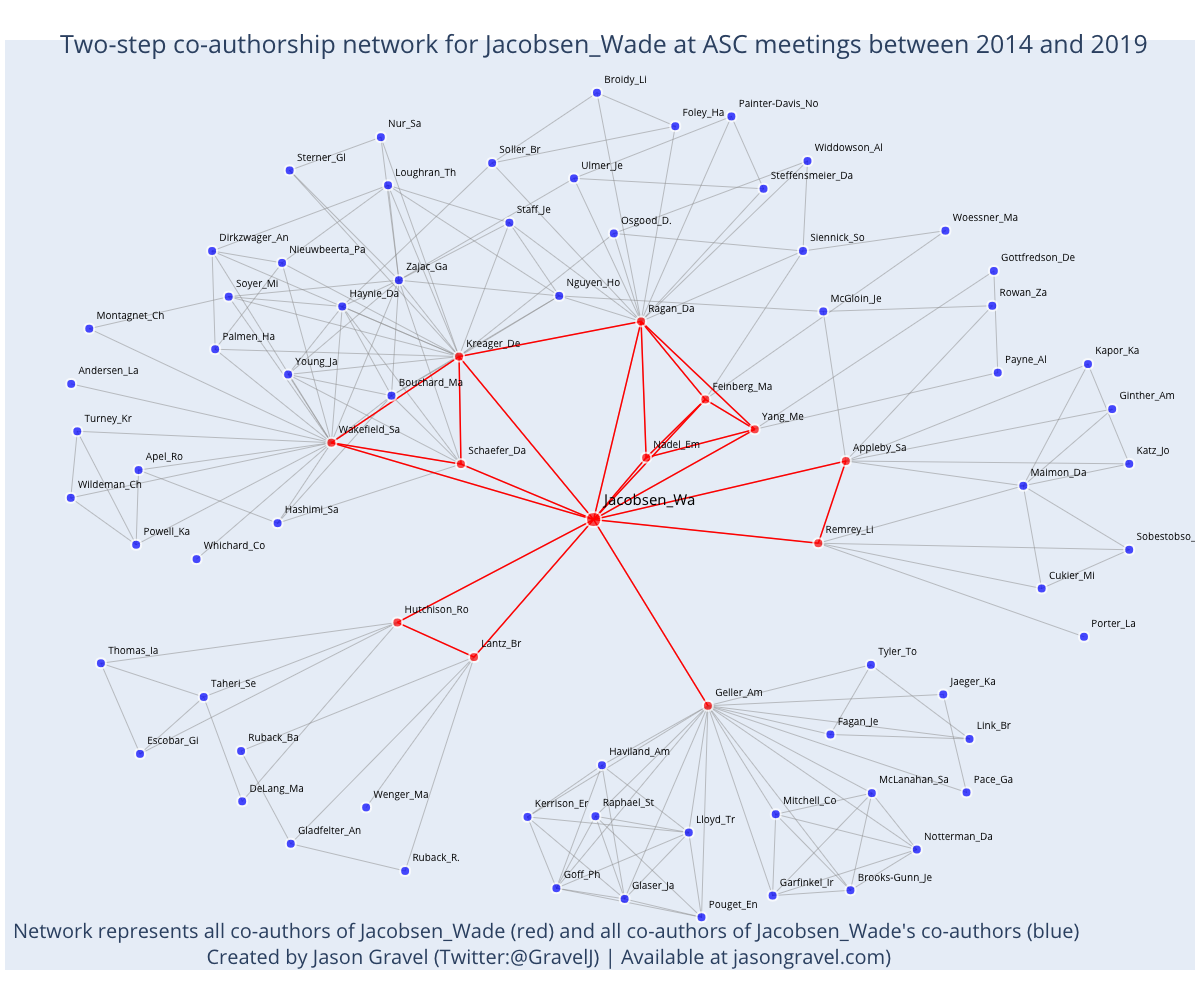 Two-step co-authorship network for Jacobsen_Wade at ASC meetings between 2014 and 2019
Broidy_Li
Painter-Davis_No
Foley_Ha
Nur_Sa
Soller_Br
Widdowson_Al
Sterner_Gl
Ulmer_Je
Loughran_Th
Steffensmeier_Da
Staff_Je
Woessner_Ma
Osgood_D.
Dirkzwager_An
Siennick_So
Nieuwbeerta_Pa
Gottfredson_De
Zajac_Ga
Soyer_Mi
Nguyen_Ho
Haynie_Da
Rowan_Za
McGloin_Je
Ragan_Da
Montagnet_Ch
Palmen_Ha
Kreager_De
Kapor_Ka
Payne_Al
Young_Ja
Andersen_La
Bouchard_Ma
Feinberg_Ma
Ginther_Am
Yang_Me
Turney_Kr
Wakefield_Sa
Nadel_Em
Appleby_Sa
Katz_Jo
Schaefer_Da
Apel_Ro
Maimon_Da
Wildeman_Ch
Jacobsen_Wa
Hashimi_Sa
Remrey_Li
Powell_Ka
Sobestobso_
Whichard_Co
Cukier_Mi
Hutchison_Ro
Porter_La
Lantz_Br
Thomas_Ia
Tyler_To
Taheri_Se
Jaeger_Ka
Geller_Am
Fagan_Je
Link_Br
Escobar_Gi
Ruback_Ba
Haviland_Am
McLanahan_Sa
Pace_Ga
DeLang_Ma
Wenger_Ma
Kerrison_Er
Raphael_St
Mitchell_Co
Lloyd_Tr
Gladfelter_An
Notterman_Da
Ruback_R.
Goff_Ph
Glaser_Ja
Garfinkel_Ir
Brooks-Gunn_Je
Pouget_En
Network represents all co-authors of Jacobsen_Wade (red) and all co-authors of Jacobsen_Wade's co-authors (blue)
Created by Jason Gravel (Twitter:@GravelJ) | Available at jasongravel.com)